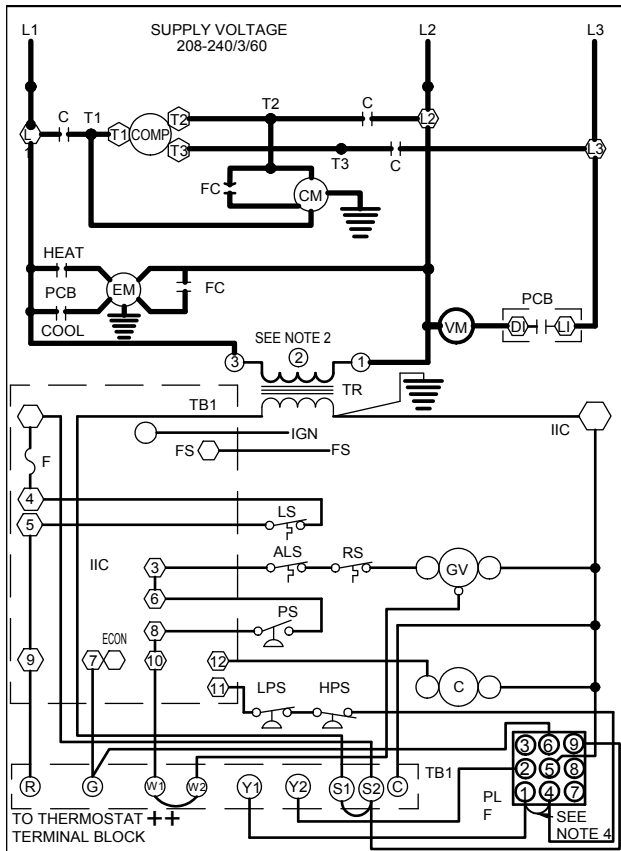 L1
SUPPLY VOLTAGE
208-240/3/60
L2
L3
C
T1
T2
C
L1
T1
COMP
T2
L2
T3
T3
C
L3
FC
CM
HEAT
PCB
COOL
EM
FC
PCB
VM
DI
LI
SEE NOTE 2
3
2
1
TR
TB1
IGN
IIC
FS
FS
F
4
LS
5
ALS
RS
IIC
3
GV
6
PS
8
ECON
9
7
10
12
C
11
LPS
HPS
3
6
9
2
5
8
1
4
7
R
G
W1
W2
Y1
Y2
S1
S2
C
TB1
PL
F
SEE
NOTE 4
TO THERMOSTAT ++
TERMINAL BLOCK